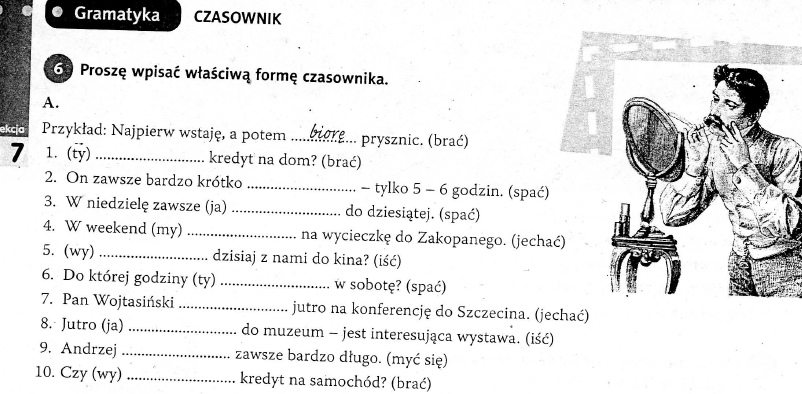 Gramatyka CZASOWNIK
6 Proszę wpisać właściwą formę czasownika.
A.
ekcja
7
Przykład: Najpierw wstaję, a potem ....biorę.... prysznic. (brać)
1. (ty) ............................ kredyt na dom? (brać)
2. On zawsze bardzo krótko ............................ – tylko 5 – 6 godzin. (spać)
3. W niedzielę zawsze (ja) ............................ do dziesiątej. (spać)
4. W weekend (my) ............................ na wycieczkę do Zakopanego. (jechać)
5. (wy) ............................ dzisiaj z nami do kina? (iść)
6. Do której godziny (ty) ............................ w sobotę? (spać)
7. Pan Wojtasiński ............................ jutro na konferencję do Szczecina. (jechać)
8. Jutro (ja) ............................ do muzeum – jest interesująca wystawa. (iść)
9. Andrzej ............................ zawsze bardzo długo. (myć się)
10. Czy (wy) ............................ kredyt na samochód? (brać)